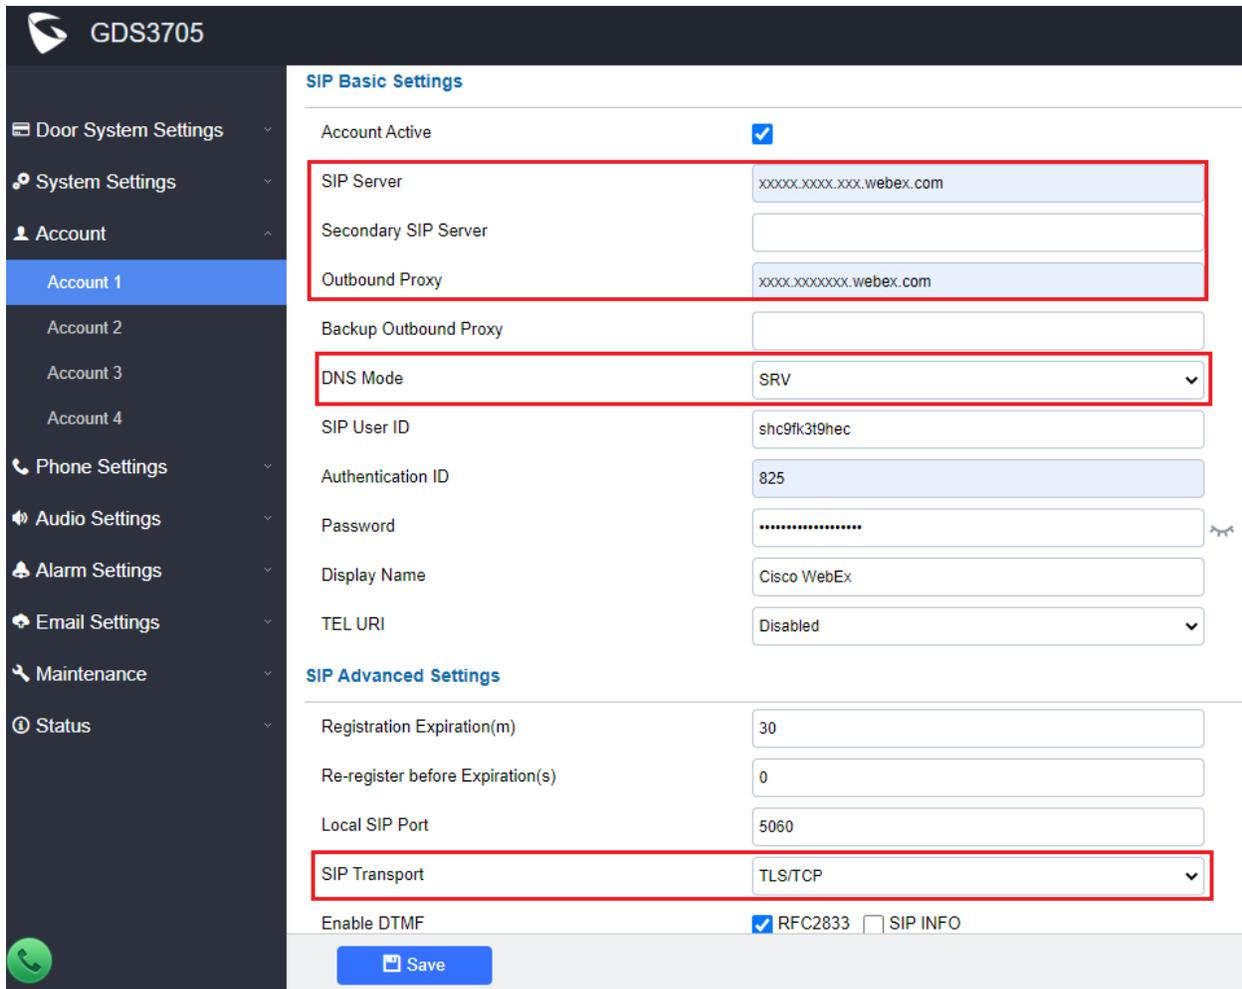 GDS3705
Door System Settings
System Settings
Account
Account 1
Account 2
Account 3
Account 4
Phone Settings
Audio Settings
Alarm Settings
Email Settings
Maintenance
Status
SIP Basic Settings
Account Active
SIP Server xxxxx.xxxx.xxx.webex.com
Secondary SIP Server
Outbound Proxy xxxx.xxxxxxx.webex.com
Backup Outbound Proxy
DNS Mode SRV
SIP User ID shc9fk3t9hec
Authentication ID 825
Password •••••••••••••••••••
Display Name Cisco WebEx
TEL URI Disabled
SIP Advanced Settings
Registration Expiration(m) 30
Re-register before Expiration(s) 0
Local SIP Port 5060
SIP Transport TLS/TCP
Enable DTMF RFC2833 SIP INFO
Save